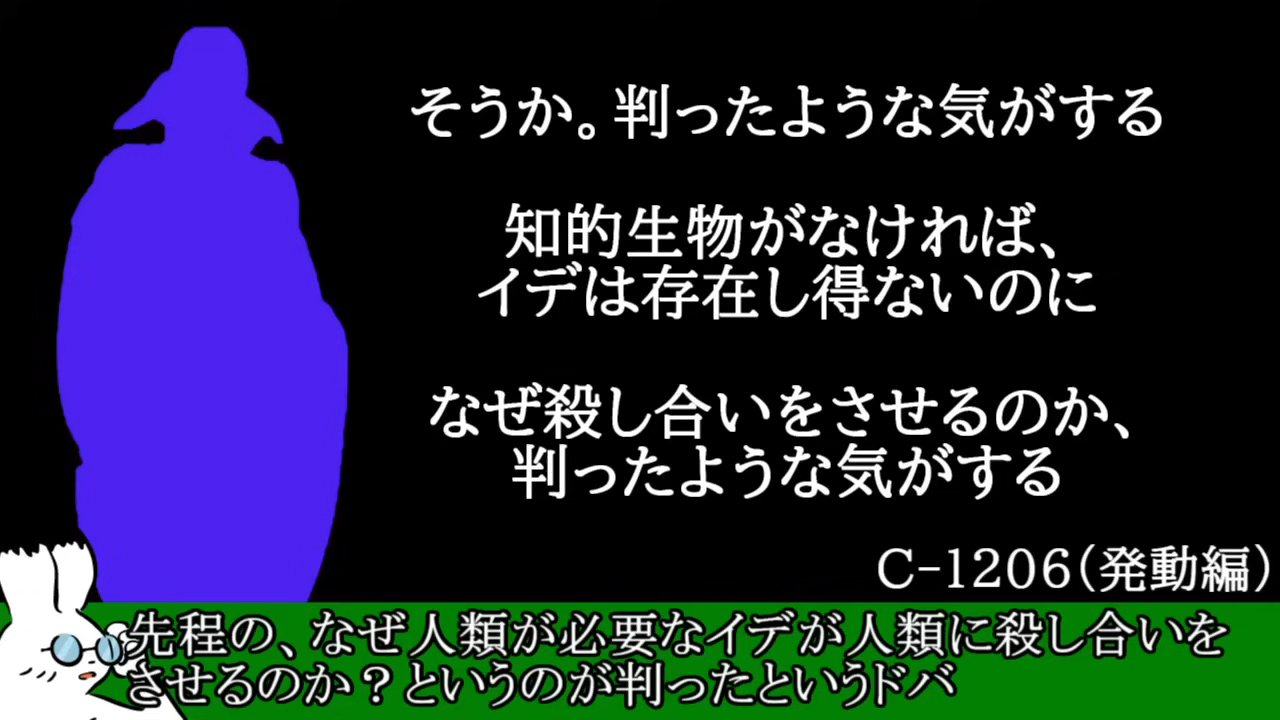 そうか。判ったような気がする
知的生物がなければ、
イデは存在し得ないのに
なぜ殺し合いをさせるのか、
判ったような気がする
C-1206（発動編）
先程の、なぜ人類が必要なイデが人類に殺し合いを
させるのか？というのが判ったというドバ